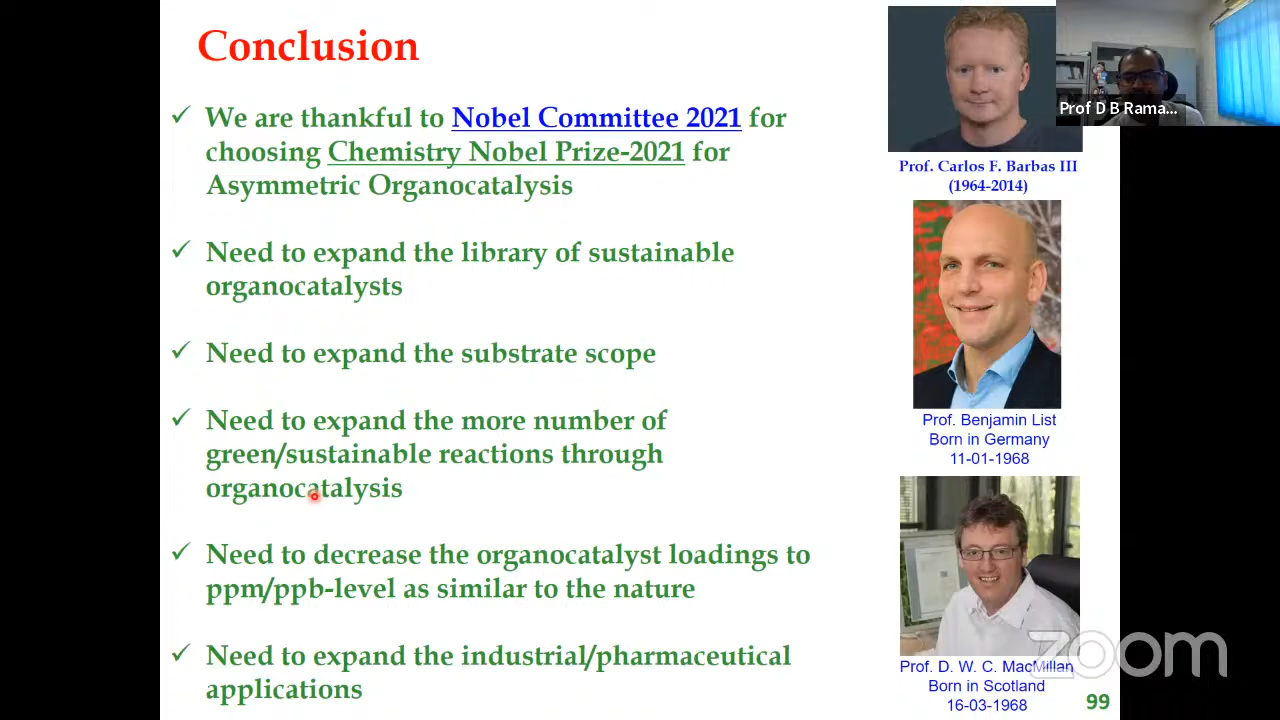 Conclusion
✓ We are thankful to Nobel Committee 2021 for
choosing Chemistry Nobel Prize-2021 for
Asymmetric Organocatalysis
✓ Need to expand the library of sustainable
organocatalysts
✓ Need to expand the substrate scope
✓ Need to expand the more number of
green/sustainable reactions through
organocatalysis
✓ Need to decrease the organocatalyst loadings to
ppm/ppb-level as similar to the nature
✓ Need to expand the industrial/pharmaceutical
applications
Prof D B Rama...
Prof. Carlos F. Barbas III
(1964-2014)
Prof. Benjamin List
Born in Germany
11-01-1968
Prof. D. W. C. MacMillan
Born in Scotland
16-03-1968
zoom
99